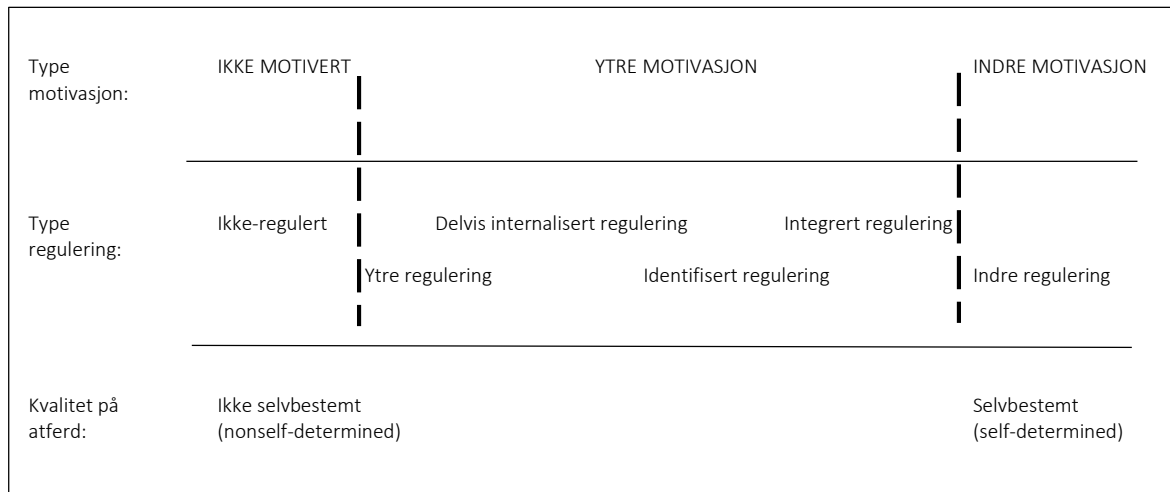 Type IKKE MOTIVERT YTRE MOTIVASJON INDRE MOTIVASJON
motivasjon:
Type Ikke-regulert Delvis internalisert regulering Integrert regulering
regulering:
Ytre regulering Identifisert regulering Indre regulering
Kvalitet på Ikke selvbestemt Selvbestemt
atferd: (nonself-determined) (self-determined)